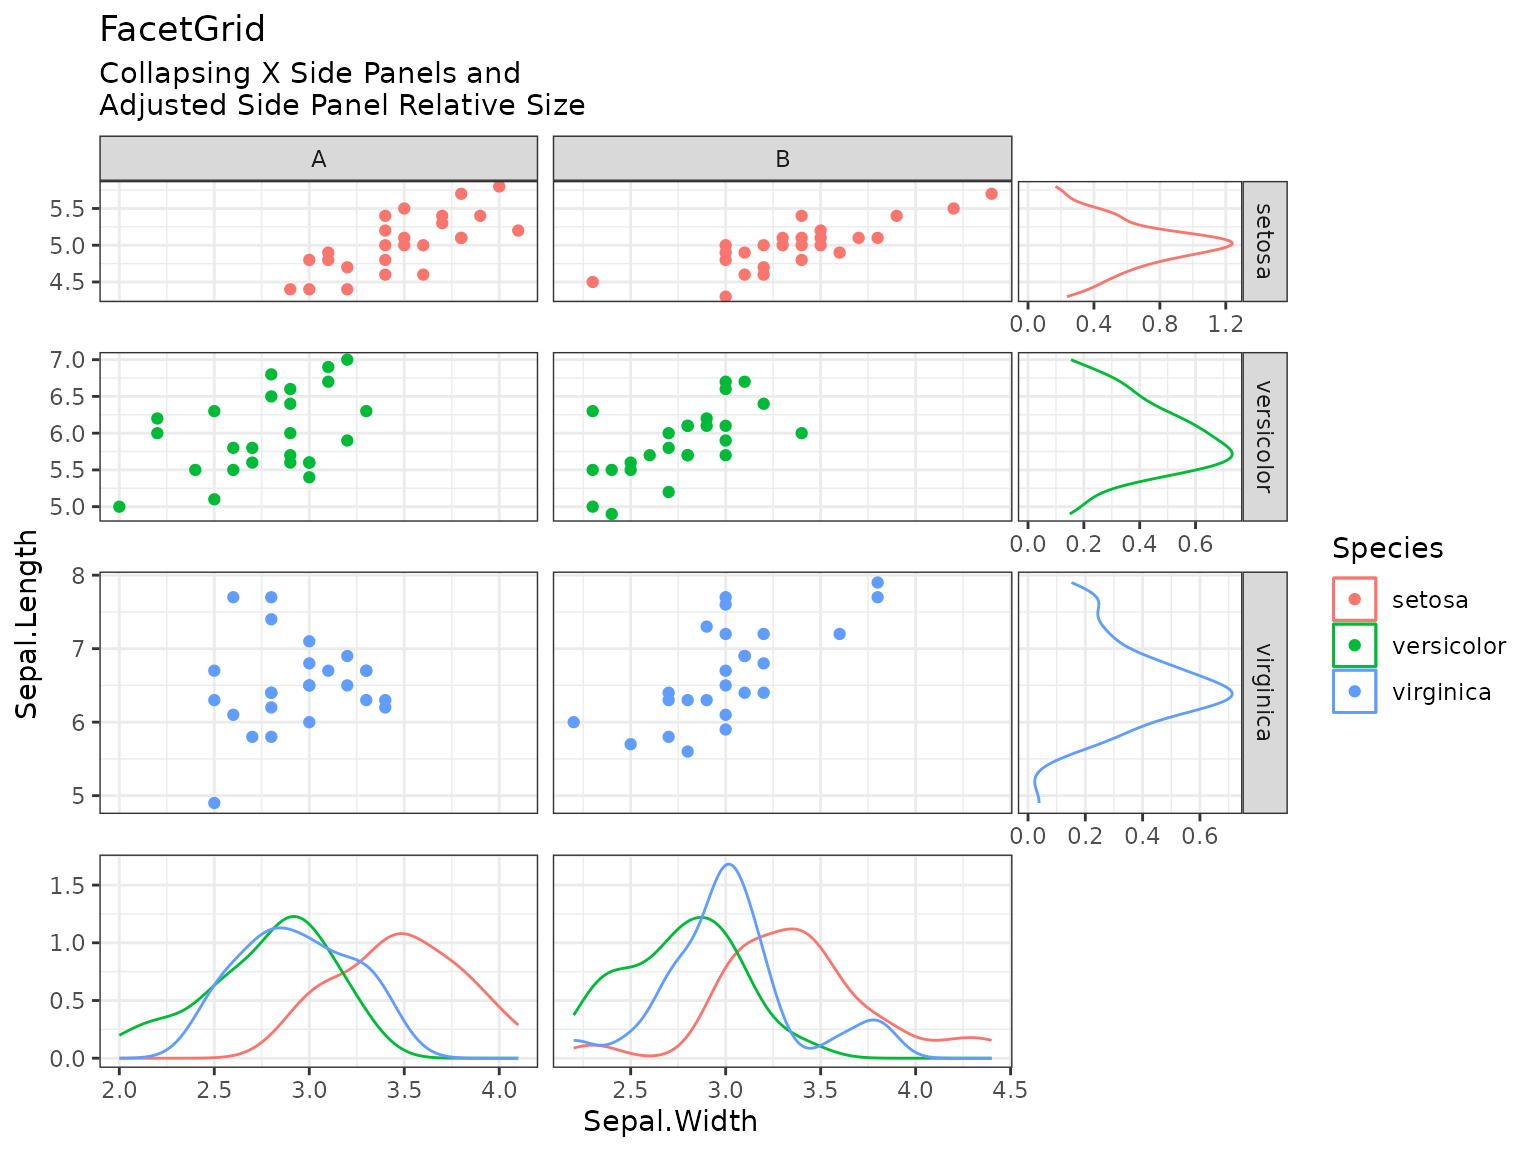 FacetGrid
Collapsing X Side Panels and
Adjusted Side Panel Relative Size
A
B
5.5
5.0
4.5
setosa
0.0 0.4 0.8 1.2
7.0
6.5
6.0
5.5
5.0
versicolor
0.0 0.2 0.4 0.6
8
7
6
5
virginica
0.0 0.2 0.4 0.6
1.5
1.0
0.5
0.0
2.0 2.5 3.0 3.5 4.0
2.5 3.0 3.5 4.0 4.5
Sepal.Width
Sepal.Length
Species
setosa
versicolor
virginica